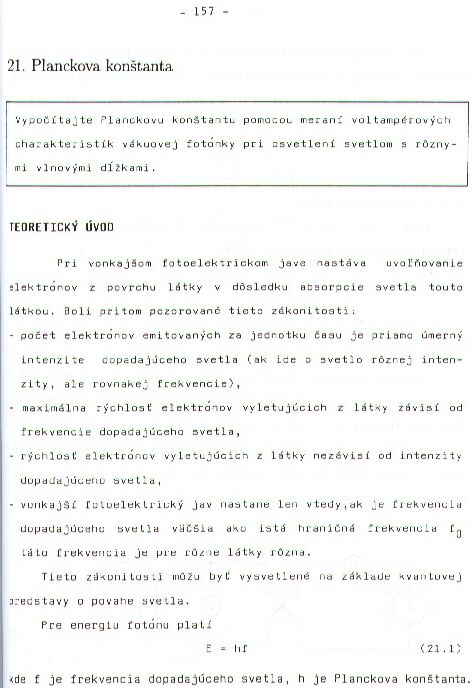 - 157 -
21. Planckova konštanta
Vypočítajte Planckovu konštantu pomocou meraní voltampérových
charakteristík vákuovej fotónky pri osvetlení svetlom s rôzny-
mi vlnovými dĺžkami.
TEORETICKÝ ÚVOD
Pri vonkajšom fotoelektrickom jave nastáva uvoľňovanie
elektrónov z povrchu látky v dôsledku absorpcie svetla touto
látkou. Boli pritom pozorované tieto zákonitosti:
- počet elektrónov emitovaných za jednotku času je priamo úmerný
intenzite dopadajúceho svetla (ak ide o svetlo rôznej inten-
zity, ale rovnakej frekvencie),
- maximálna rýchlosť elektrónov vyletujúcich z látky závisí od
frekvencie dopadajúceho svetla,
- rýchlosť elektrónov vyletujúcich z látky nezávisí od intenzity
dopadajúceho svetla,
- vonkajší fotoelektrický jav nastane len vtedy,ak je frekvencia
dopadajúceho svetla väčšia ako istá hraničná frekvencia f₀
táto frekvencia je pre rôzne látky rôzna.
Tieto zákonitosti môžu byť vysvetlené na základe kvantovej
predstavy o povahe svetla.
Pre energiu fotónu platí
E = hf (21.1)
kde f je frekvencia dopadajúceho svetla, h je Planckova konštanta.